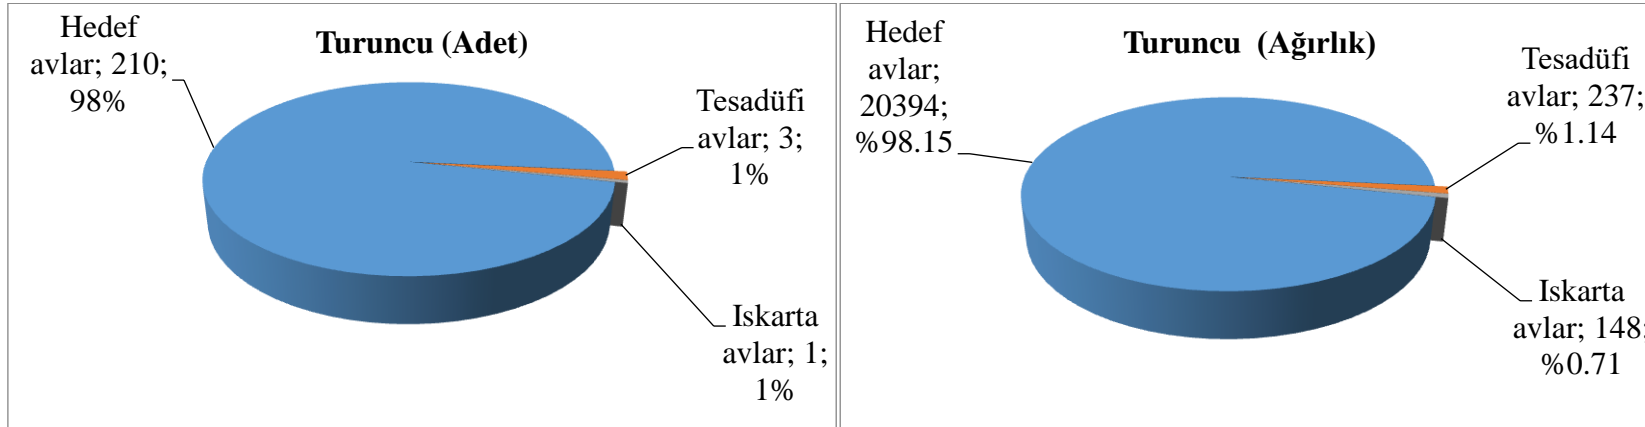 Turuncu (Adet)
Hedef
avlar; 210;
98%
Tesadüfi
avlar; 3;
1%
Iskarta
avlar; 1;
1%
Turuncu  (Ağırlık)
Hedef
avlar;
20394;
%98.15
Tesadüfi
avlar; 237;
%1.14
Iskarta
avlar; 148;
%0.71